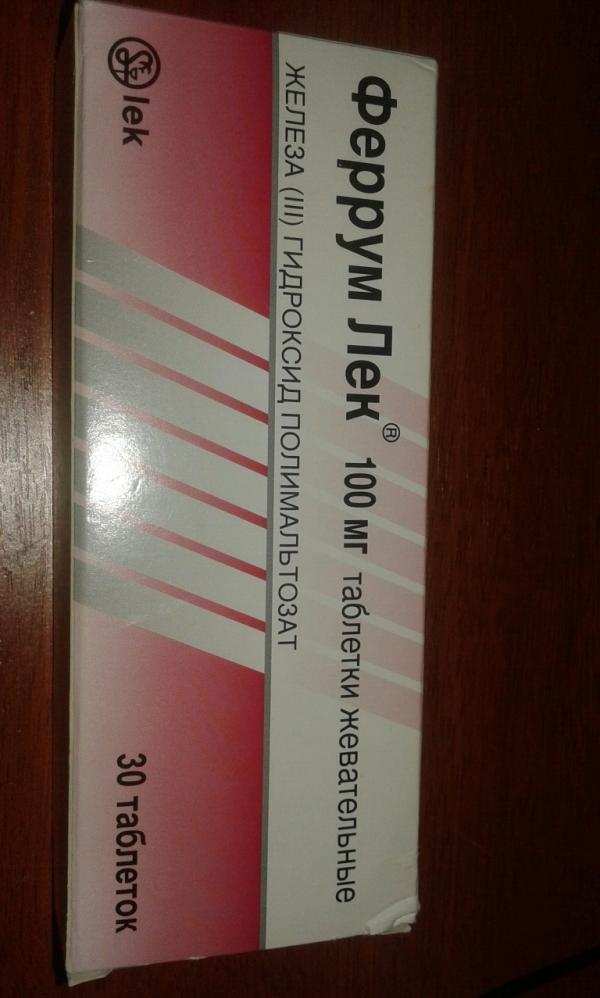 Феррум Лек® 100 мг таблетки жевательные
ЖЕЛЕЗА (III) ГИДРОКСИД ПОЛИМАЛЬТОЗАТ
lek
30 таблеток